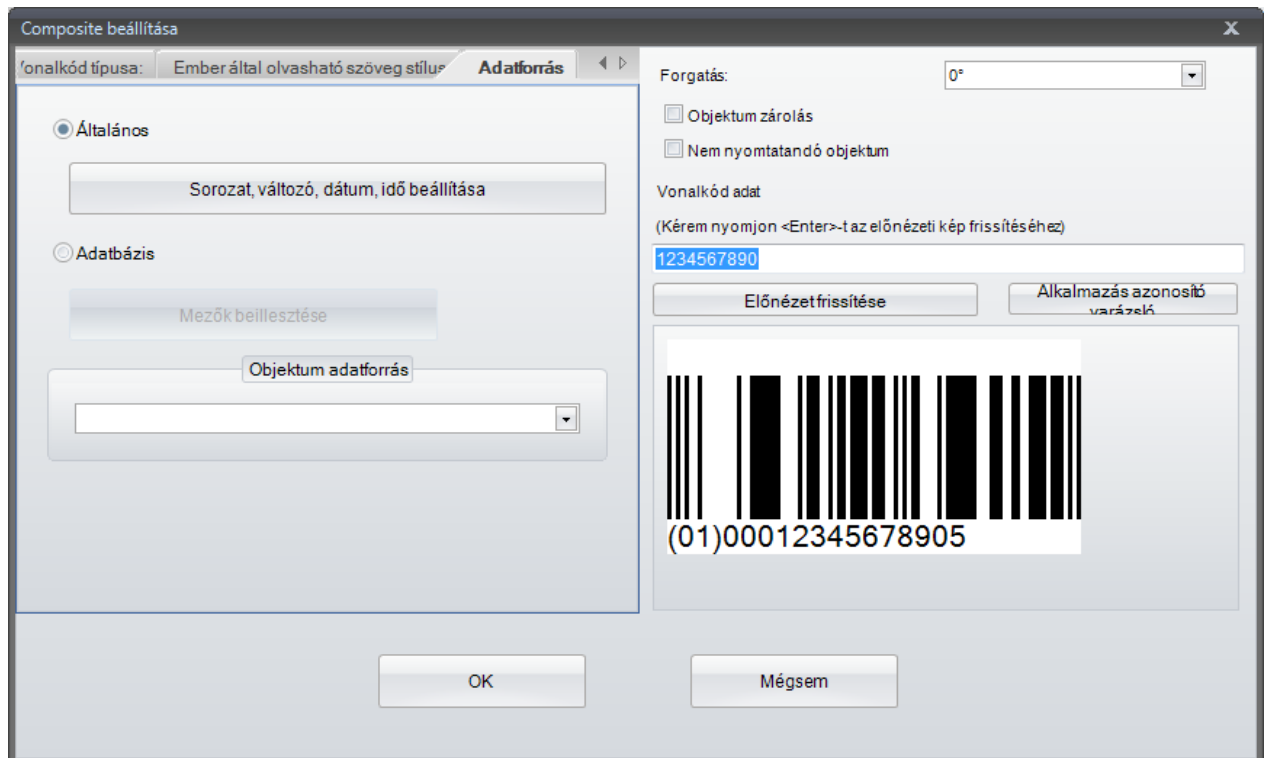 Composite beállítása
X
Vonalkód típusa:
Ember által olvasható szöveg stílus
Adatforrás
Általános
Sorozat, változó, dátum, idő beállítása
Adatbázis
Mezők beillesztése
Objektum adatforrás
Forgatás:
0°
Objektum zárolás
Nem nyomtatandó objektum
Vonalkód adat
(Kérem nyomjon <Enter>-t az előnézeti kép frissítéséhez)
1234567890
Előnézet frissítése
Alkalmazás azonosító
varázsló
(01)00012345678905
OK
Mégsem